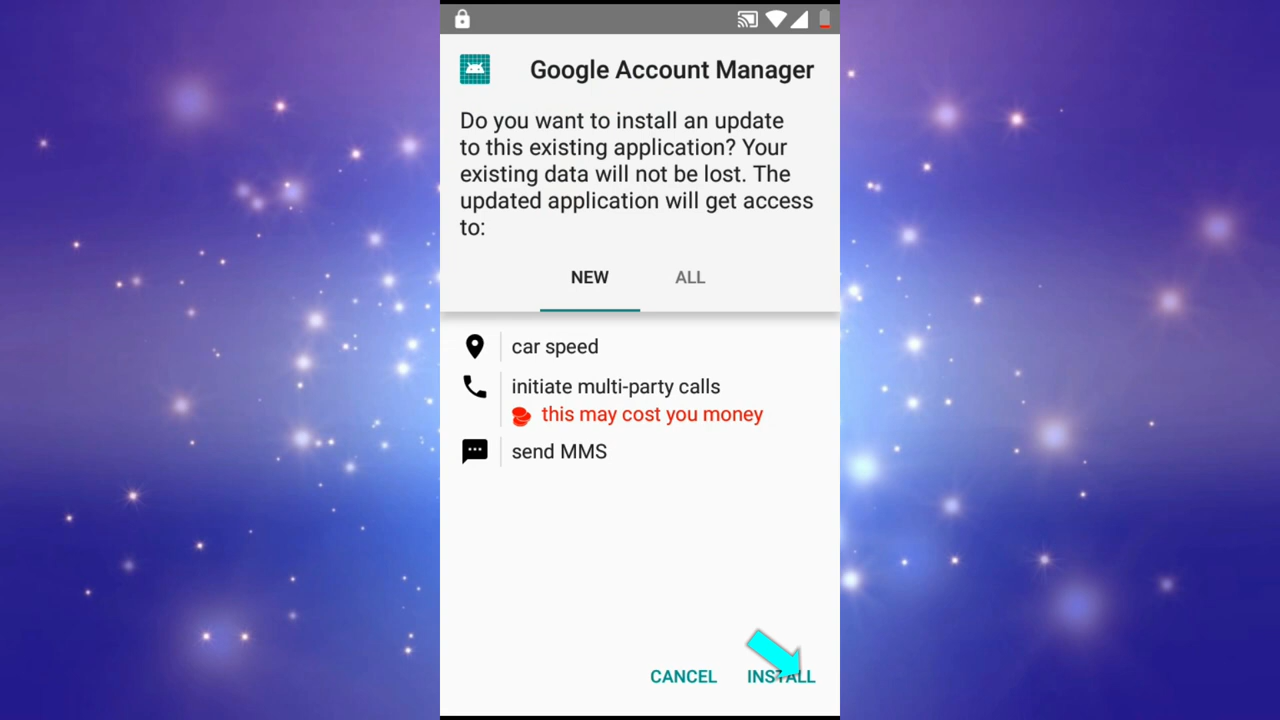 Google Account Manager
Do you want to install an update
to this existing application? Your
existing data will not be lost. The
updated application will get access
to:
NEW ALL
car speed
initiate multi-party calls
this may cost you money
send MMS
CANCEL INSTALL